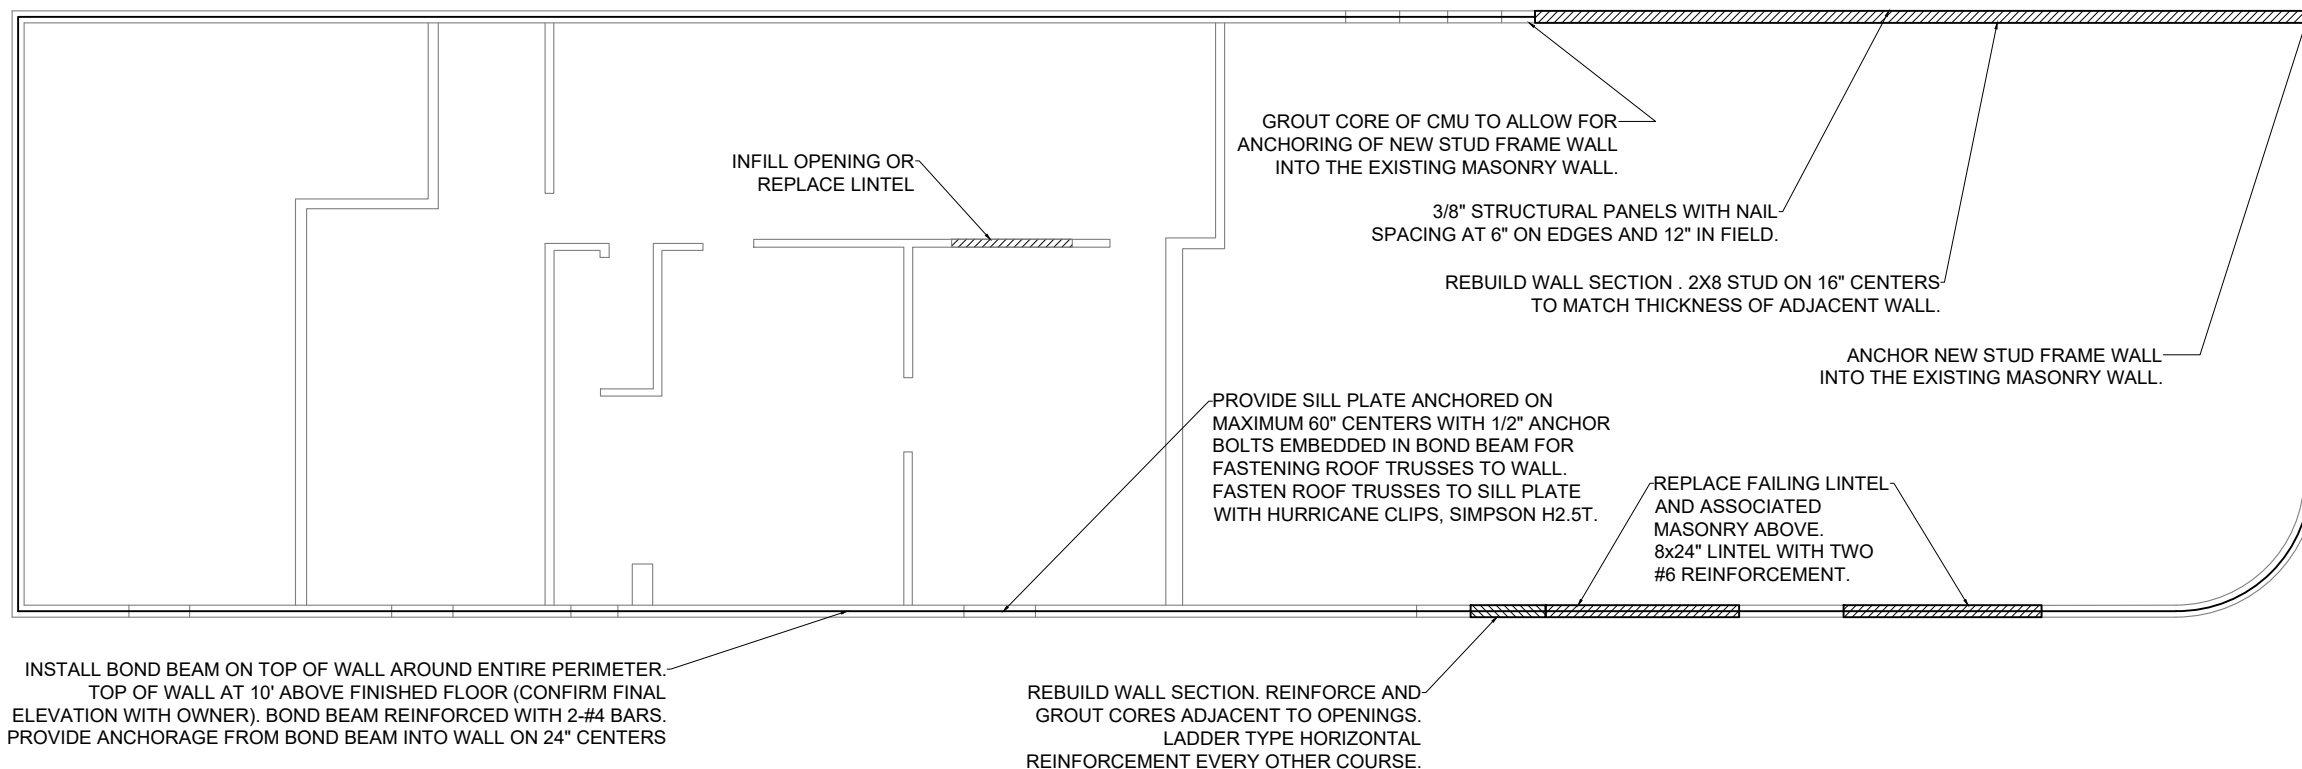 GROUT CORE OF CMU TO ALLOW FOR
ANCHORING OF NEW STUD FRAME WALL
INTO THE EXISTING MASONRY WALL.
INFILL OPENING OR
REPLACE LINTEL
3/8" STRUCTURAL PANELS WITH NAIL
SPACING AT 6" ON EDGES AND 12" IN FIELD.
REBUILD WALL SECTION . 2X8 STUD ON 16" CENTERS
TO MATCH THICKNESS OF ADJACENT WALL.
ANCHOR NEW STUD FRAME WALL
INTO THE EXISTING MASONRY WALL.
PROVIDE SILL PLATE ANCHORED ON
MAXIMUM 60" CENTERS WITH 1/2" ANCHOR
BOLTS EMBEDDED IN BOND BEAM FOR
FASTENING ROOF TRUSSES TO WALL.
FASTEN ROOF TRUSSES TO SILL PLATE
WITH HURRICANE CLIPS, SIMPSON H2.5T.
REPLACE FAILING LINTEL
AND ASSOCIATED
MASONRY ABOVE.
8x24" LINTEL WITH TWO
#6 REINFORCEMENT.
INSTALL BOND BEAM ON TOP OF WALL AROUND ENTIRE PERIMETER.
TOP OF WALL AT 10' ABOVE FINISHED FLOOR (CONFIRM FINAL
ELEVATION WITH OWNER). BOND BEAM REINFORCED WITH 2-#4 BARS.
PROVIDE ANCHORAGE FROM BOND BEAM INTO WALL ON 24" CENTERS
REBUILD WALL SECTION. REINFORCE AND
GROUT CORES ADJACENT TO OPENINGS.
LADDER TYPE HORIZONTAL
REINFORCEMENT EVERY OTHER COURSE.